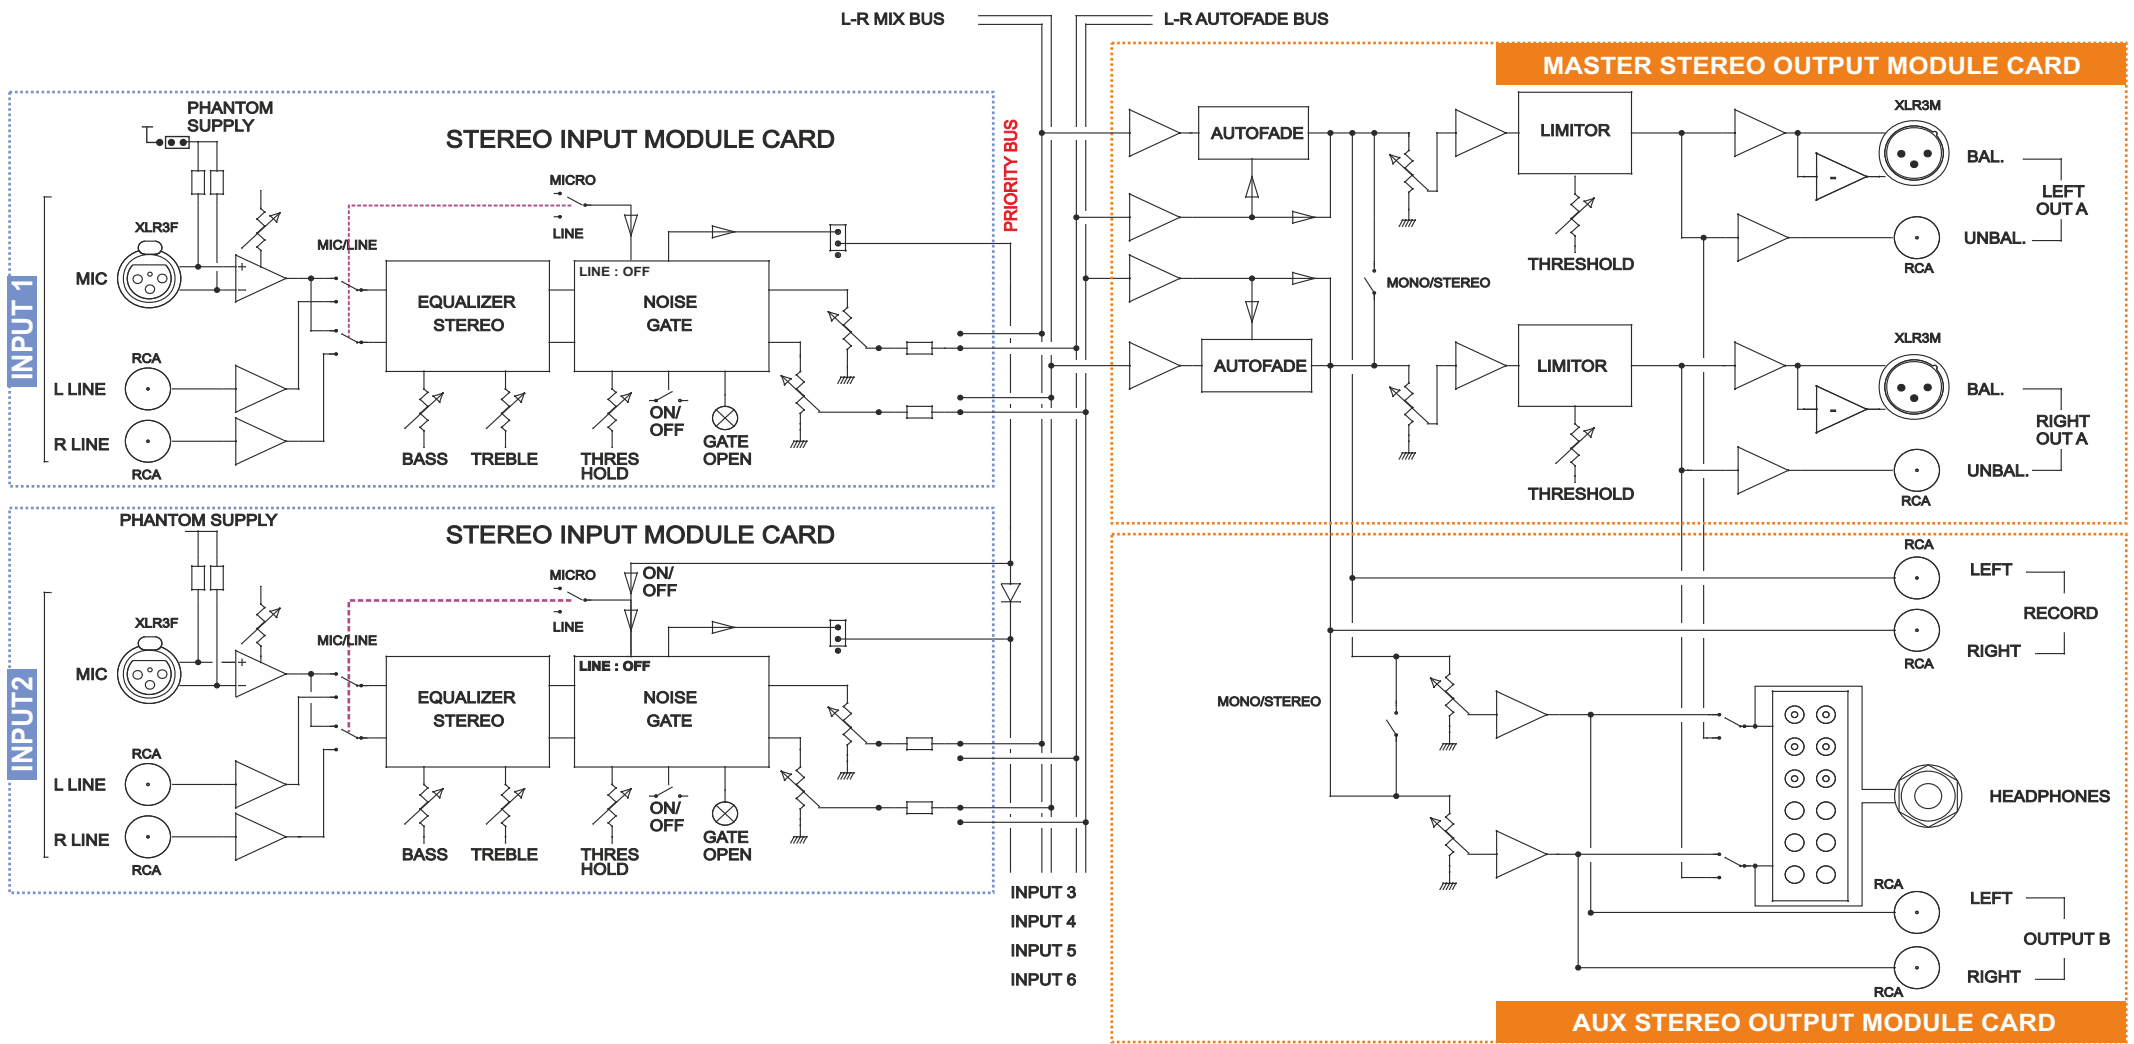 L-R MIX BUS
L-R AUTOFADE BUS
INPUT 1
PHANTOM
SUPPLY
STEREO INPUT MODULE CARD
MICRO
LINE
XLR3F
MIC/LINE
MIC
+
−
EQUALIZER
STEREO
LINE : OFF
NOISE
GATE
RCA
L LINE
R LINE
RCA
BASS
TREBLE
THRES
HOLD
ON/
OFF
GATE
OPEN
PRIORITY BUS
INPUT2
PHANTOM SUPPLY
STEREO INPUT MODULE CARD
MICRO
ON/
OFF
LINE
XLR3F
MIC/LINE
MIC
+
−
EQUALIZER
STEREO
LINE : OFF
NOISE
GATE
RCA
L LINE
R LINE
RCA
BASS
TREBLE
THRES
HOLD
ON/
OFF
GATE
OPEN
INPUT 3
INPUT 4
INPUT 5
INPUT 6
MASTER STEREO OUTPUT MODULE CARD
AUTOFADE
LIMITOR
XLR3M
-
BAL.
LEFT
OUT A
UNBAL.
RCA
THRESHOLD
MONO/STEREO
AUTOFADE
LIMITOR
XLR3M
-
BAL.
RIGHT
OUT A
UNBAL.
RCA
THRESHOLD
RCA
LEFT
RECORD
RIGHT
RCA
MONO/STEREO
HEADPHONES
RCA
LEFT
OUTPUT B
RIGHT
RCA
AUX STEREO OUTPUT MODULE CARD